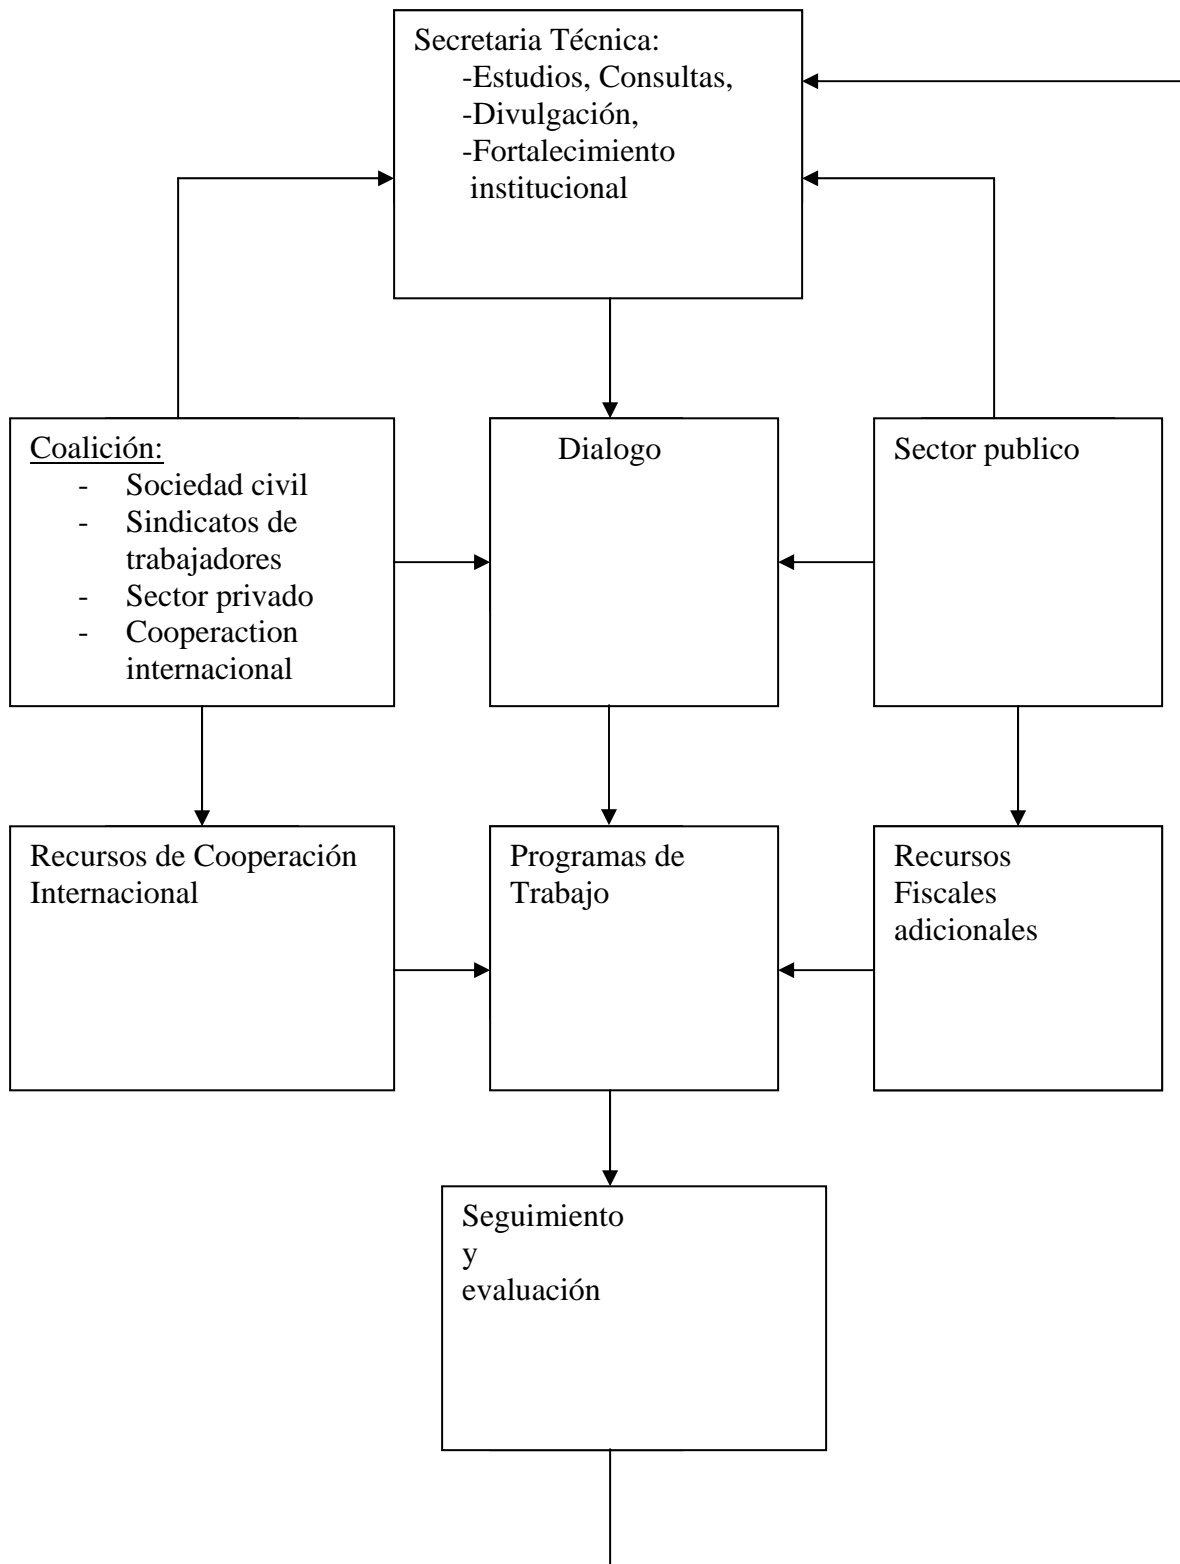 Secretaria Técnica:
-Estudios, Consultas,
-Divulgación,
-Fortalecimiento
institucional
Coalición:
- Sociedad civil
- Sindicatos de
trabajadores
- Sector privado
- Cooperaction
internacional
Dialogo
Sector publico
Recursos de Cooperación
Internacional
Programas de
Trabajo
Recursos
Fiscales
adicionales
Seguimiento
y
evaluación